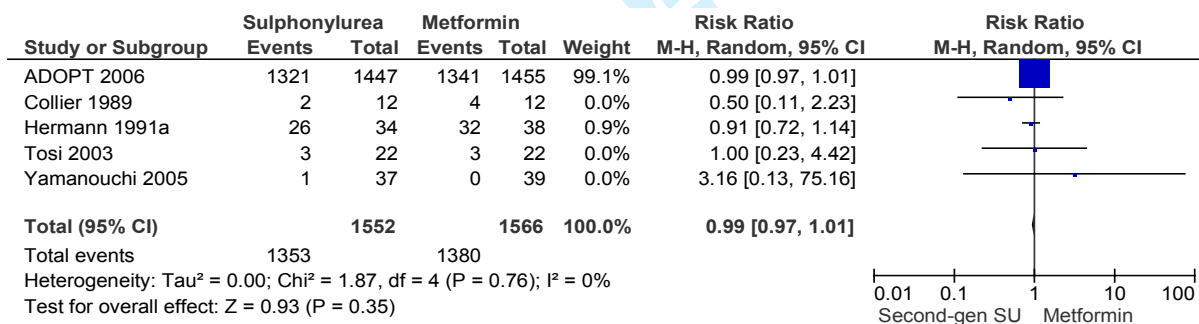 Sulphonylurea Metformin Risk Ratio Risk Ratio
Study or Subgroup Events Total Events Total Weight M-H, Random, 95% CI M-H, Random, 95% CI
ADOPT 2006 1321 1447 1341 1455 99.1% 0.99 [0.97, 1.01]
Collier 1989 2 12 4 12 0.0% 0.50 [0.11, 2.23]
Hermann 1991a 26 34 32 38 0.9% 0.91 [0.72, 1.14]
Tosi 2003 3 22 3 22 0.0% 1.00 [0.23, 4.42]
Yamanouchi 2005 1 37 0 39 0.0% 3.16 [0.13, 75.16]
Total (95% CI) 1552 1566 100.0% 0.99 [0.97, 1.01]
Total events 1353 1380
Heterogeneity: Tau² = 0.00; Chi² = 1.87, df = 4 (P = 0.76); I² = 0%
Test for overall effect: Z = 0.93 (P = 0.35)
0.01 0.1 1 10 100
Second-gen SU Metformin